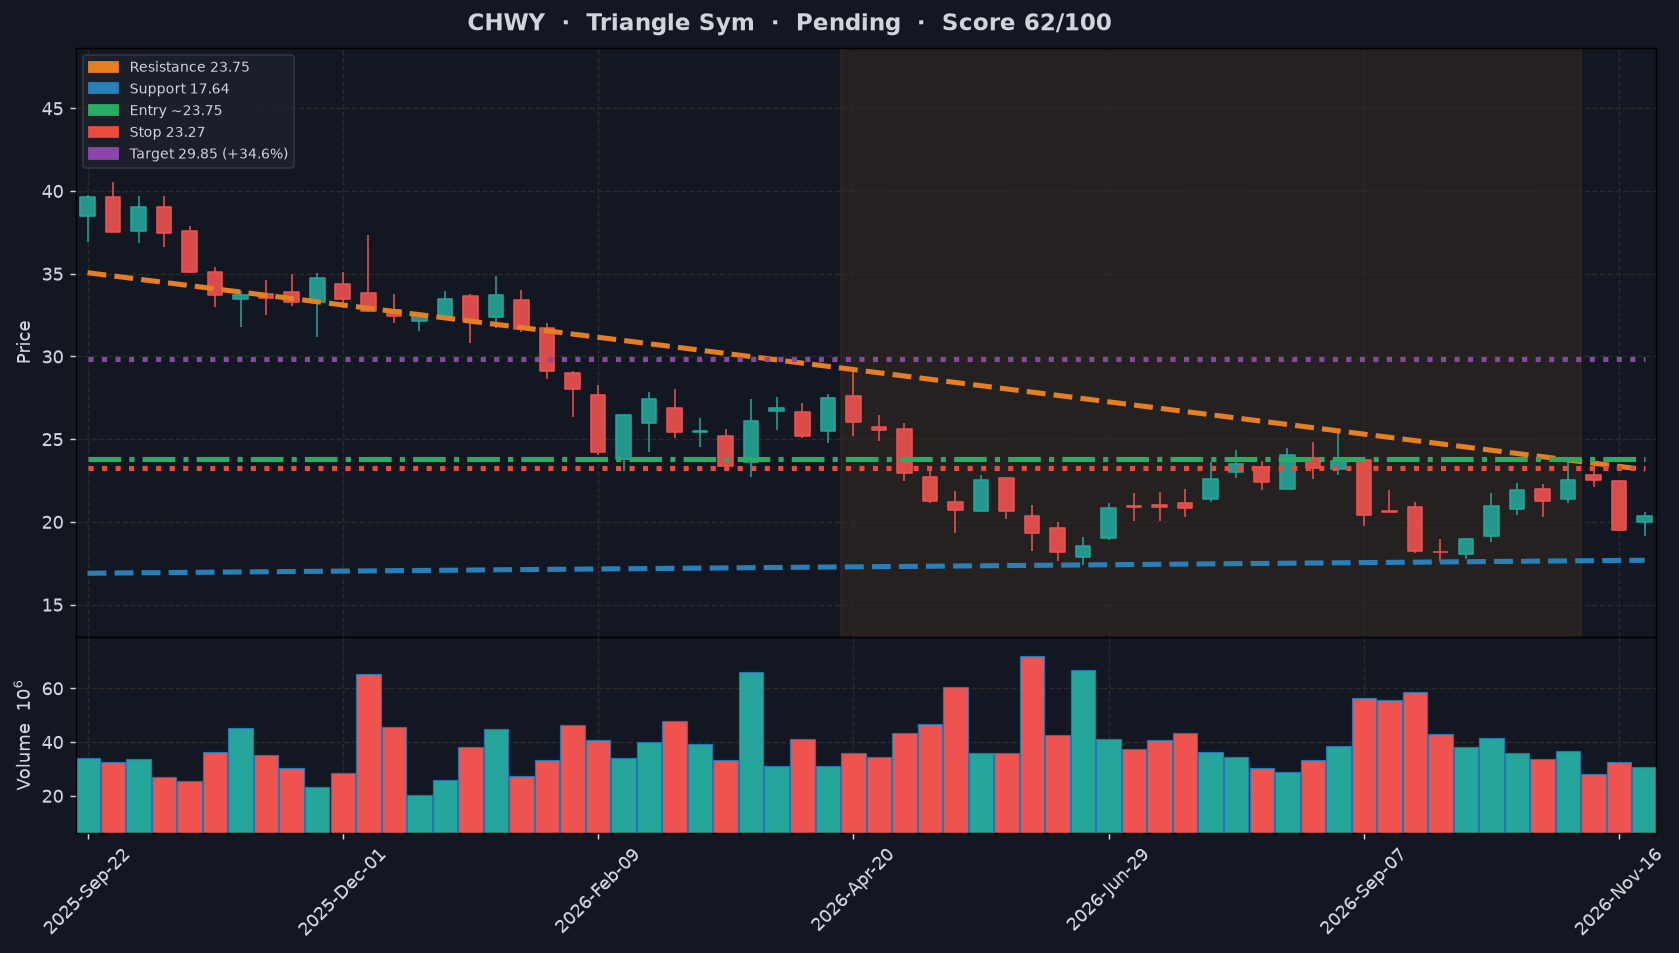 CHWY · Triangle Sym · Pending · Score 62/100
Resistance 23.75
Support 17.64
Entry ~23.75
Stop 23.27
Target 29.85 (+34.6%)
Price
45
40
35
30
25
20
15
Volume 10⁶
60
40
20
2025-Sep-22
2025-Dec-01
2026-Feb-09
2026-Apr-20
2026-Jun-29
2026-Sep-07
2026-Nov-16